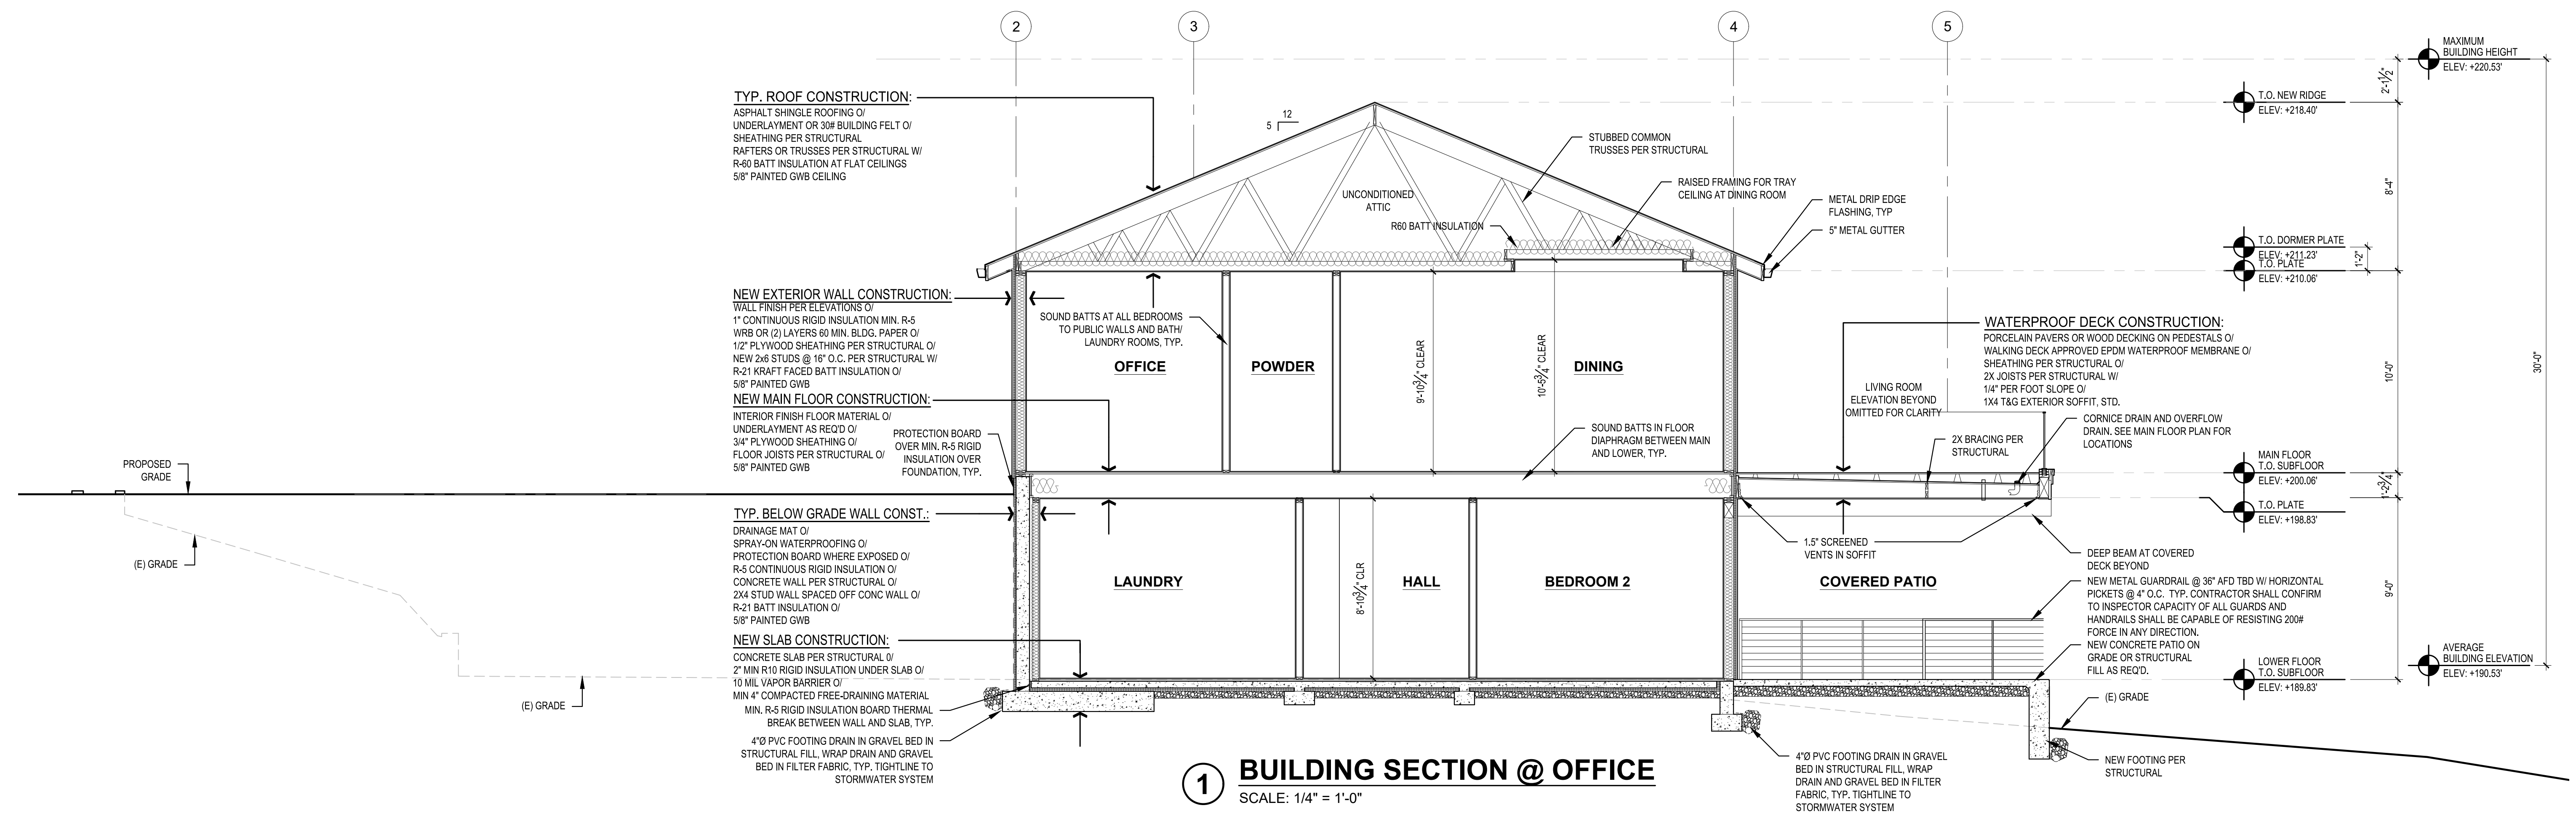 2
3
4
5
MAXIMUM
BUILDING HEIGHT
ELEV: +220.53'
2'-1½"
T.O. NEW RIDGE
ELEV: +218.40'
8'-4"
T.O. DORMER PLATE
ELEV: +211.23'
1'-2"
T.O. PLATE
ELEV: +210.06'
10'-0"
30'-0"
MAIN FLOOR
T.O. SUBFLOOR
ELEV: +200.06'
1'-2¾"
T.O. PLATE
ELEV: +198.83'
9'-0"
AVERAGE
BUILDING ELEVATION
ELEV: +190.53'
LOWER FLOOR
T.O. SUBFLOOR
ELEV: +189.83'
TYP. ROOF CONSTRUCTION:
ASPHALT SHINGLE ROOFING O/
UNDERLAYMENT OR 30# BUILDING FELT O/
SHEATHING PER STRUCTURAL
RAFTERS OR TRUSSES PER STRUCTURAL W/
R-60 BATT INSULATION AT FLAT CEILINGS
5/8" PAINTED GWB CEILING
12
5
STUBBED COMMON
TRUSSES PER STRUCTURAL
UNCONDITIONED
ATTIC
RAISED FRAMING FOR TRAY
CEILING AT DINING ROOM
R60 BATT INSULATION
METAL DRIP EDGE
FLASHING, TYP
5" METAL GUTTER
NEW EXTERIOR WALL CONSTRUCTION:
WALL FINISH PER ELEVATIONS O/
1" CONTINUOUS RIGID INSULATION MIN. R-5
WRB OR (2) LAYERS 60 MIN. BLDG. PAPER O/
1/2" PLYWOOD SHEATHING PER STRUCTURAL O/
NEW 2x6 STUDS @ 16" O.C. PER STRUCTURAL W/
R-21 KRAFT FACED BATT INSULATION O/
5/8" PAINTED GWB
NEW MAIN FLOOR CONSTRUCTION:
INTERIOR FINISH FLOOR MATERIAL O/
UNDERLAYMENT AS REQ'D O/
3/4" PLYWOOD SHEATHING O/
FLOOR JOISTS PER STRUCTURAL O/
5/8" PAINTED GWB
PROTECTION BOARD
OVER MIN. R-5 RIGID
INSULATION OVER
FOUNDATION, TYP.
SOUND BATTS AT ALL BEDROOMS
TO PUBLIC WALLS AND BATH/
LAUNDRY ROOMS, TYP.
OFFICE
POWDER
9'-10¾" CLEAR
10'-5¾" CLEAR
DINING
SOUND BATTS IN FLOOR
DIAPHRAGM BETWEEN MAIN
AND LOWER, TYP.
LIVING ROOM
ELEVATION BEYOND
OMITTED FOR CLARITY
WATERPROOF DECK CONSTRUCTION:
PORCELAIN PAVERS OR WOOD DECKING ON PEDESTALS O/
WALKING DECK APPROVED EPDM WATERPROOF MEMBRANE O/
SHEATHING PER STRUCTURAL O/
2X JOISTS PER STRUCTURAL W/
1/4" PER FOOT SLOPE O/
1X4 T&G EXTERIOR SOFFIT, STD.
CORNICE DRAIN AND OVERFLOW
DRAIN. SEE MAIN FLOOR PLAN FOR
LOCATIONS
2X BRACING PER
STRUCTURAL
PROPOSED
GRADE
(E) GRADE
(E) GRADE
TYP. BELOW GRADE WALL CONST.:
DRAINAGE MAT O/
SPRAY-ON WATERPROOFING O/
PROTECTION BOARD WHERE EXPOSED O/
R-5 CONTINUOUS RIGID INSULATION O/
CONCRETE WALL PER STRUCTURAL O/
2X4 STUD WALL SPACED OFF CONC WALL O/
R-21 BATT INSULATION O/
5/8" PAINTED GWB
NEW SLAB CONSTRUCTION:
CONCRETE SLAB PER STRUCTURAL 0/
2" MIN R10 RIGID INSULATION UNDER SLAB O/
10 MIL VAPOR BARRIER O/
MIN 4" COMPACTED FREE-DRAINING MATERIAL
MIN. R-5 RIGID INSULATION BOARD THERMAL
BREAK BETWEEN WALL AND SLAB, TYP.
4"Ø PVC FOOTING DRAIN IN GRAVEL BED IN
STRUCTURAL FILL, WRAP DRAIN AND GRAVEL
BED IN FILTER FABRIC, TYP. TIGHTLINE TO
STORMWATER SYSTEM
LAUNDRY
8'-10¾" CLR
HALL
BEDROOM 2
1.5" SCREENED
VENTS IN SOFFIT
COVERED PATIO
DEEP BEAM AT COVERED
DECK BEYOND
NEW METAL GUARDRAIL @ 36" AFD TBD W/ HORIZONTAL
PICKETS @ 4" O.C. TYP. CONTRACTOR SHALL CONFIRM
TO INSPECTOR CAPACITY OF ALL GUARDS AND
HANDRAILS SHALL BE CAPABLE OF RESISTING 200#
FORCE IN ANY DIRECTION.
NEW CONCRETE PATIO ON
GRADE OR STRUCTURAL
FILL AS REQ'D.
(E) GRADE
NEW FOOTING PER
STRUCTURAL
4"Ø PVC FOOTING DRAIN IN GRAVEL
BED IN STRUCTURAL FILL, WRAP
DRAIN AND GRAVEL BED IN FILTER
FABRIC, TYP. TIGHTLINE TO
STORMWATER SYSTEM
1
BUILDING SECTION @ OFFICE
SCALE: 1/4" = 1'-0"